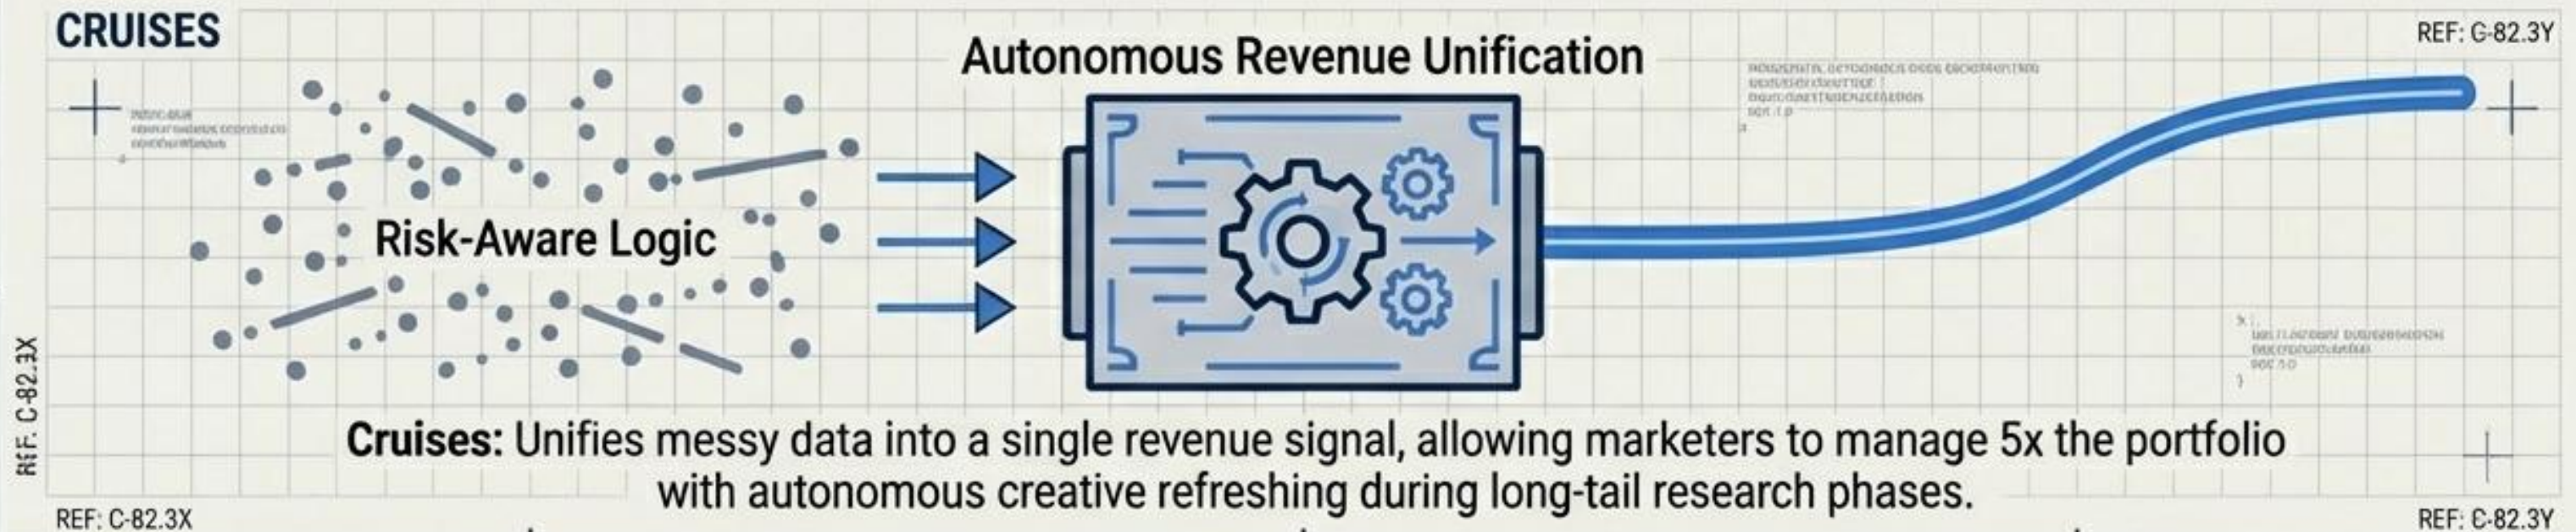 CRUISES
REF: G-82.3Y
Autonomous Revenue Unification
Risk-Aware Logic
REF. C-82.3X
Cruises: Unifies messy data into a single revenue signal, allowing marketers to manage 5x the portfolio
with autonomous creative refreshing during long-tail research phases.
REF: C-82.3X
REF: C-82.3Y